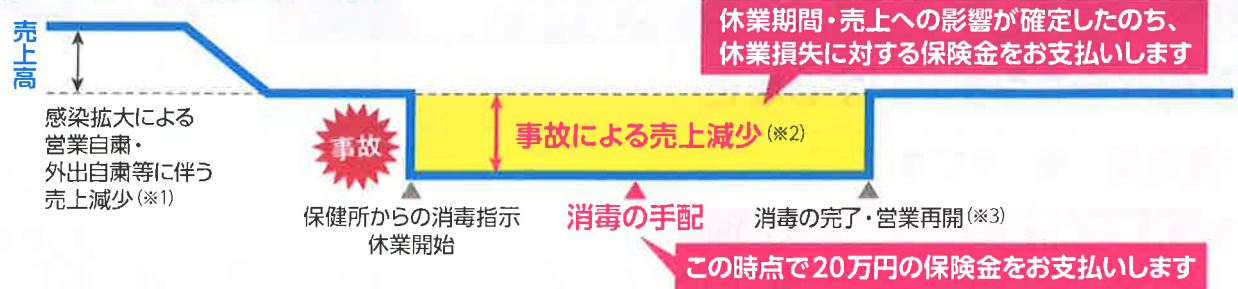 売上高
休業期間・売上への影響が確定したのち、
休業損失に対する保険金をお支払いします
感染拡大による
営業自粛・
外出自粛等に伴う
売上減少(※1)
事故
事故による売上減少(※2)
保健所からの消毒指示
休業開始
消毒の手配
消毒の完了・営業再開(※3)
この時点で20万円の保険金をお支払いします